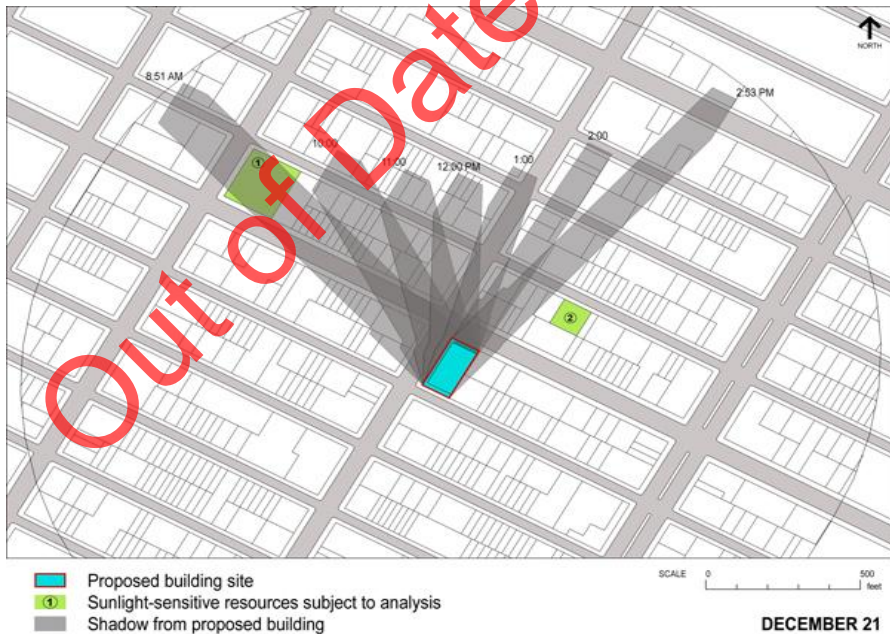 Out of Date
NORTH
8:51 AM
2:53 PM
10:00
11:00
12:00 PM
1:00
2:00
①
②
Proposed building site
① Sunlight-sensitive resources subject to analysis
Shadow from proposed building
SCALE 0 500
feet
DECEMBER 21